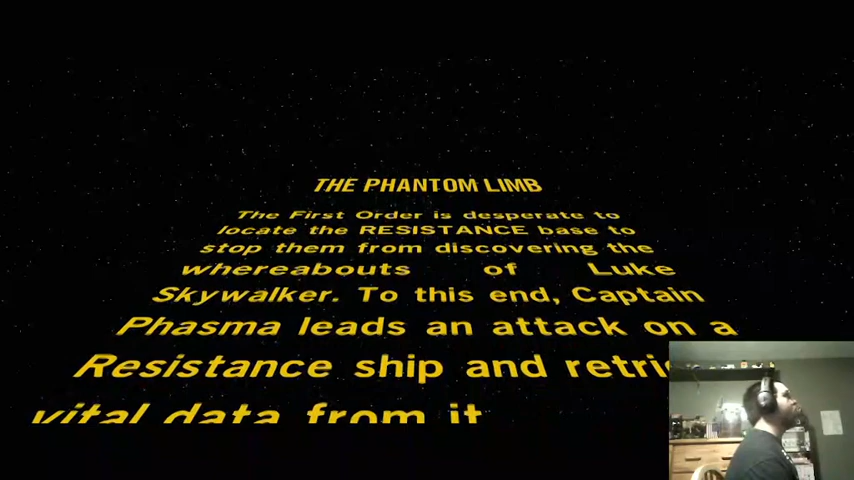 THE PHANTOM LIMB
The First Order is desperate to
locate the RESISTANCE base to
stop them from discovering the
whereabouts of Luke
Skywalker. To this end, Captain
Phasma leads an attack on a
Resistance ship and
vital data from it